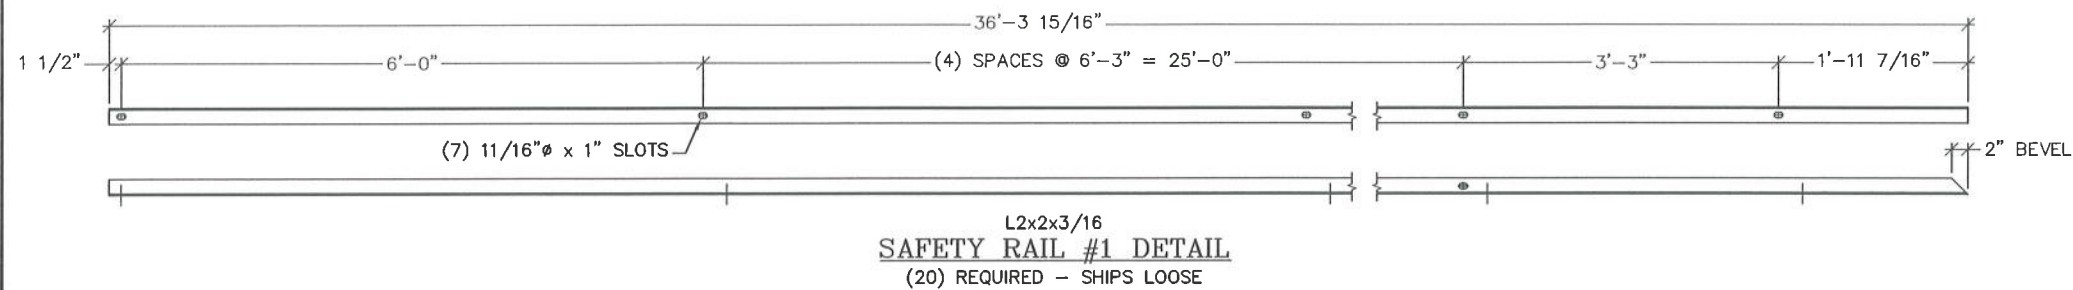 36'-3 15/16"
1 1/2"
6'-0"
(4) SPACES @ 6'-3" = 25'-0"
3'-3"
1'-11 7/16"
(7) 11/16"ø x 1" SLOTS
2" BEVEL
L2x2x3/16
SAFETY RAIL #1 DETAIL
(20) REQUIRED – SHIPS LOOSE